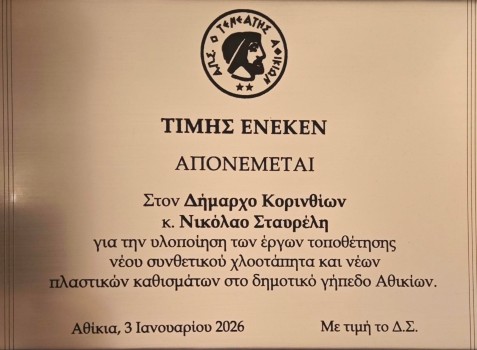 Α.Π.Σ. Ο ΤΕΝΕΑΤΗΣ ΑΘΙΚΙΩΝ
ΤΙΜΗΣ ΕΝΕΚΕΝ
ΑΠΟΝΕΜΕΤΑΙ
Στον Δήμαρχο Κορινθίων
κ. Νικόλαο Σταυρέλη
για την υλοποίηση των έργων τοποθέτησης
νέου συνθετικού χλοοτάπητα και νέων
πλαστικών καθισμάτων στο δημοτικό γήπεδο Αθικίων.
Αθίκια, 3 Ιανουαρίου 2026 Με τιμή το Δ.Σ.